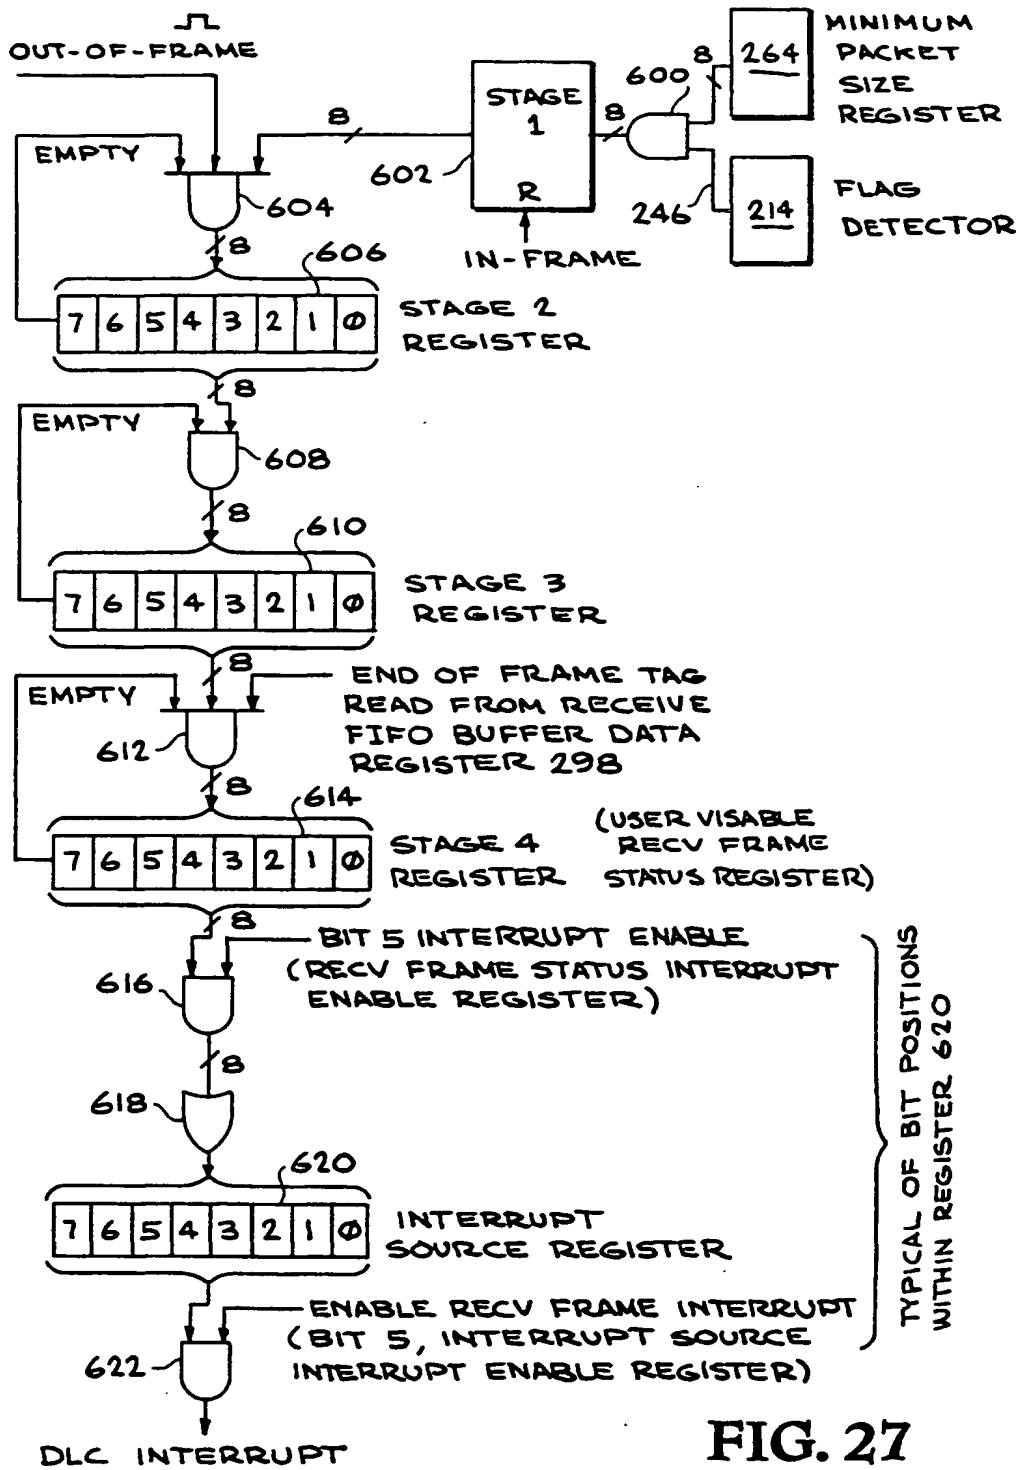 OUT-OF-FRAME
EMPTY
8
604
8
602
STAGE
1
R
IN-FRAME
8
600
8
246
264
MINIMUM
PACKET
SIZE
REGISTER
214
FLAG
DETECTOR
606
7 6 5 4 3 2 1 0
STAGE 2
REGISTER
8
EMPTY
608
8
610
7 6 5 4 3 2 1 0
STAGE 3
REGISTER
8
EMPTY
END OF FRAME TAG
READ FROM RECEIVE
FIFO BUFFER DATA
REGISTER 298
612
8
614
7 6 5 4 3 2 1 0
STAGE 4
REGISTER
(USER VISABLE
RECV FRAME
STATUS REGISTER)
8
BIT 5 INTERRUPT ENABLE
(RECV FRAME STATUS INTERRUPT
ENABLE REGISTER)
616
8
618
620
7 6 5 4 3 2 1 0
INTERRUPT
SOURCE REGISTER
ENABLE RECV FRAME INTERRUPT
(BIT 5, INTERRUPT SOURCE
INTERRUPT ENABLE REGISTER)
622
DLC INTERRUPT
TYPICAL OF BIT POSITIONS
WITHIN REGISTER 620
FIG. 27